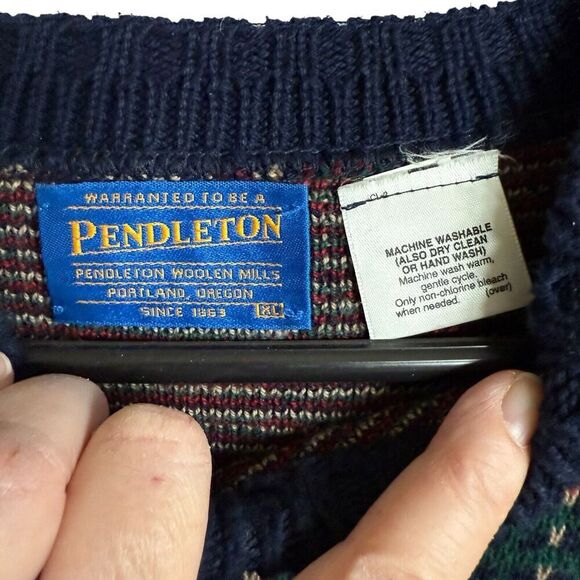 WARRANTED TO BE A
PENDLETON
PENDLETON WOOLEN MILLS
PORTLAND, OREGON
SINCE 1863 XL
MACHINE WASHABLE
(ALSO DRY CLEAN
OR HAND WASH)
Machine wash warm,
gentle cycle.
Only non-chlorine bleach
when needed. (over)